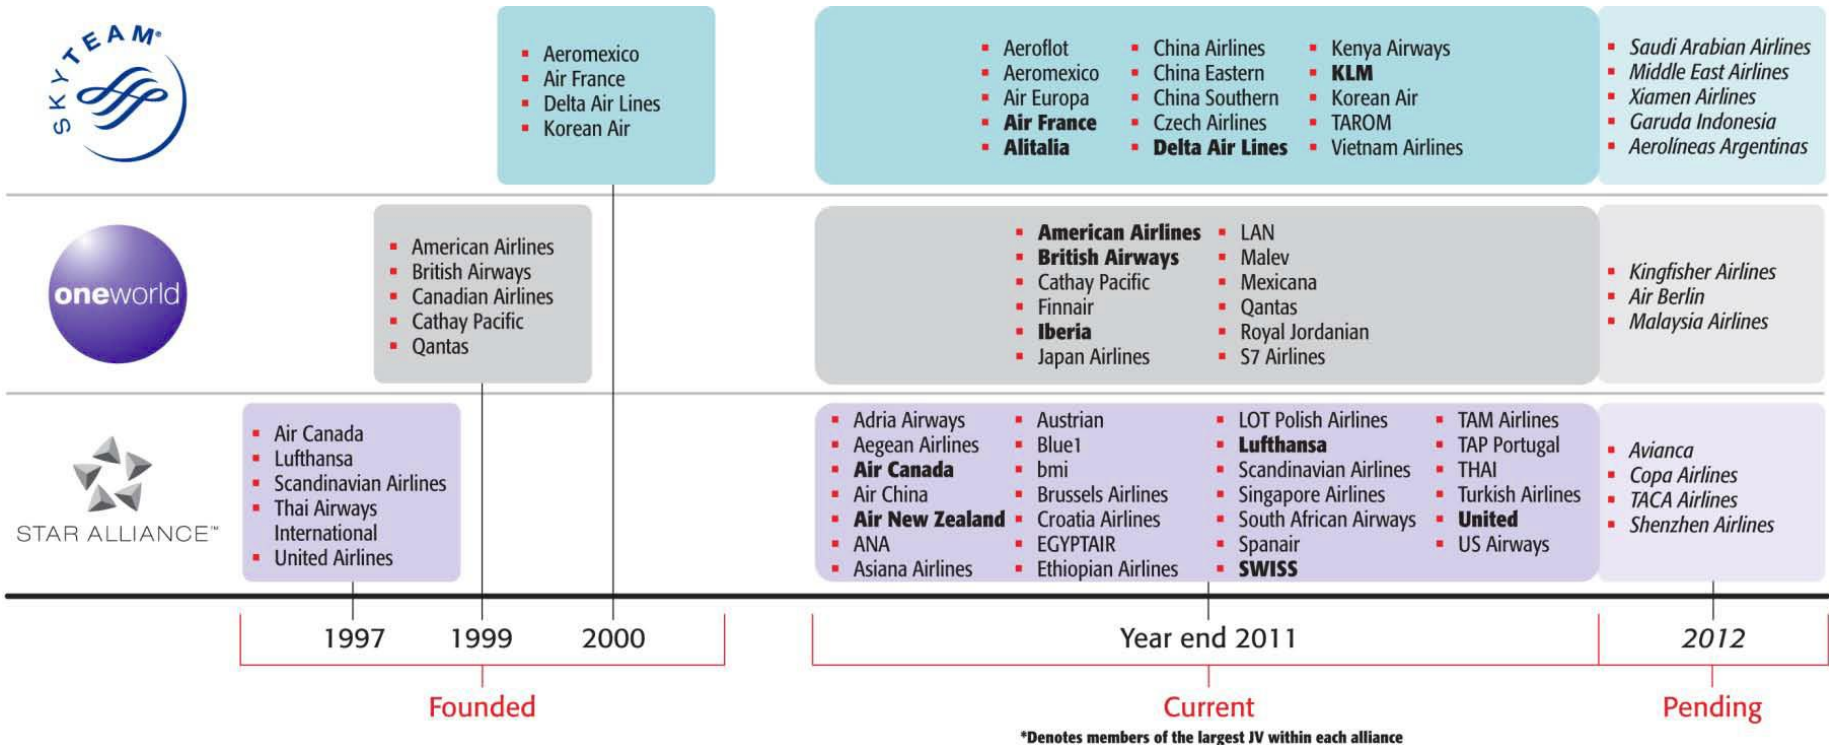 SKYTEAM®
Aeromexico
Air France
Delta Air Lines
Korean Air
Aeroflot
Aeromexico
Air Europa
Air France
Alitalia
China Airlines
China Eastern
China Southern
Czech Airlines
Delta Air Lines
Kenya Airways
KLM
Korean Air
TAROM
Vietnam Airlines
Saudi Arabian Airlines
Middle East Airlines
Xiamen Airlines
Garuda Indonesia
Aerolíneas Argentinas
oneworld
American Airlines
British Airways
Canadian Airlines
Cathay Pacific
Qantas
American Airlines
British Airways
Cathay Pacific
Finnair
Iberia
Japan Airlines
LAN
Malev
Mexicana
Qantas
Royal Jordanian
S7 Airlines
Kingfisher Airlines
Air Berlin
Malaysia Airlines
STAR ALLIANCE™
Air Canada
Lufthansa
Scandinavian Airlines
Thai Airways
International
United Airlines
Adria Airways
Aegean Airlines
Air Canada
Air China
Air New Zealand
ANA
Asiana Airlines
Austrian
Blue1
bmi
Brussels Airlines
Croatia Airlines
EGYPTAIR
Ethiopian Airlines
LOT Polish Airlines
Lufthansa
Scandinavian Airlines
Singapore Airlines
South African Airways
Spanair
SWISS
TAM Airlines
TAP Portugal
THAI
Turkish Airlines
United
US Airways
Avianca
Copa Airlines
TACA Airlines
Shenzhen Airlines
1997
1999
2000
Year end 2011
2012
Founded
Current
Pending
*Denotes members of the largest JV within each alliance